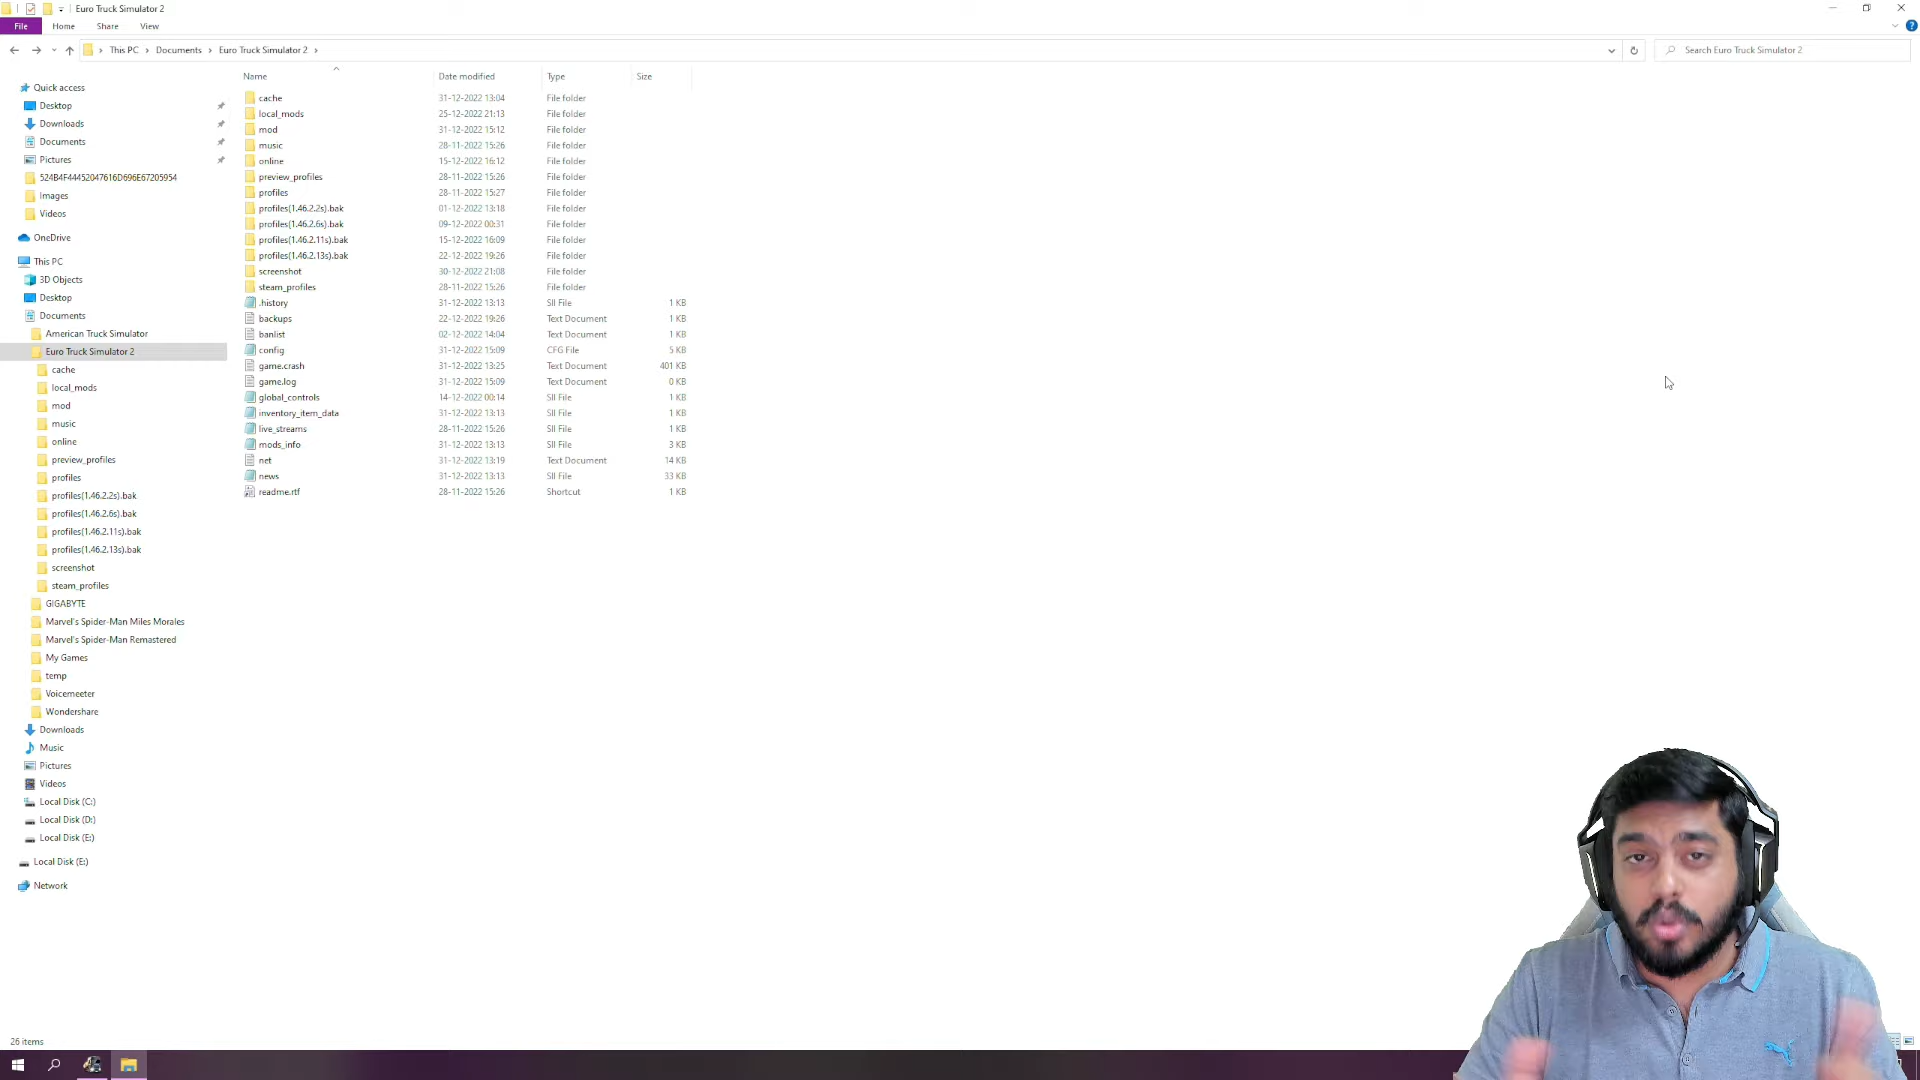 Euro Truck Simulator 2
File Home Share View
This PC Documents Euro Truck Simulator 2
Search Euro Truck Simulator 2
Name Date modified Type Size
Quick access
Desktop
Downloads
Documents
Pictures
524B4F44452047616D696E67205954
Images
Videos
OneDrive
This PC
3D Objects
Desktop
Documents
American Truck Simulator
Euro Truck Simulator 2
cache
local_mods
mod
music
online
preview_profiles
profiles
profiles(1.46.2.2s).bak
profiles(1.46.2.6s).bak
profiles(1.46.2.11s).bak
profiles(1.46.2.13s).bak
screenshot
steam_profiles
GIGABYTE
Marvel's Spider-Man Miles Morales
Marvel's Spider-Man Remastered
My Games
temp
Voicemeeter
Wondershare
Downloads
Music
Pictures
Videos
Local Disk (C:)
Local Disk (D:)
Local Disk (E:)
Local Disk (E:)
Network
cache 31-12-2022 13:04 File folder
local_mods 25-12-2022 21:13 File folder
mod 31-12-2022 15:12 File folder
music 28-11-2022 15:26 File folder
online 15-12-2022 16:12 File folder
preview_profiles 28-11-2022 15:26 File folder
profiles 28-11-2022 15:27 File folder
profiles(1.46.2.2s).bak 01-12-2022 13:18 File folder
profiles(1.46.2.6s).bak 09-12-2022 00:31 File folder
profiles(1.46.2.11s).bak 15-12-2022 16:09 File folder
profiles(1.46.2.13s).bak 22-12-2022 19:26 File folder
screenshot 30-12-2022 21:08 File folder
steam_profiles 28-11-2022 15:26 File folder
.history 31-12-2022 13:13 SII File 1 KB
backups 22-12-2022 19:26 Text Document 1 KB
banlist 02-12-2022 14:04 Text Document 1 KB
config 31-12-2022 15:09 CFG File 5 KB
game.crash 31-12-2022 13:25 Text Document 401 KB
game.log 31-12-2022 15:09 Text Document 0 KB
global_controls 14-12-2022 00:14 SII File 1 KB
inventory_item_data 31-12-2022 13:13 SII File 1 KB
live_streams 28-11-2022 15:26 SII File 1 KB
mods_info 31-12-2022 13:13 SII File 3 KB
net 31-12-2022 13:19 Text Document 14 KB
news 31-12-2022 13:13 SII File 33 KB
readme.rtf 28-11-2022 15:26 Shortcut 1 KB
26 items